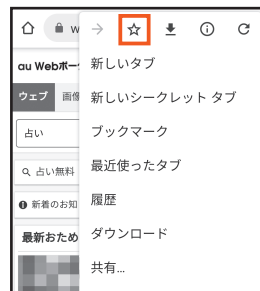 w
au Webポー
新しいタブ
ウェブ 画像
新しいシークレット タブ
占い
ブックマーク
占い無料
最近使ったタブ
新着のお知
履歴
最新おため
ダウンロード
共有...